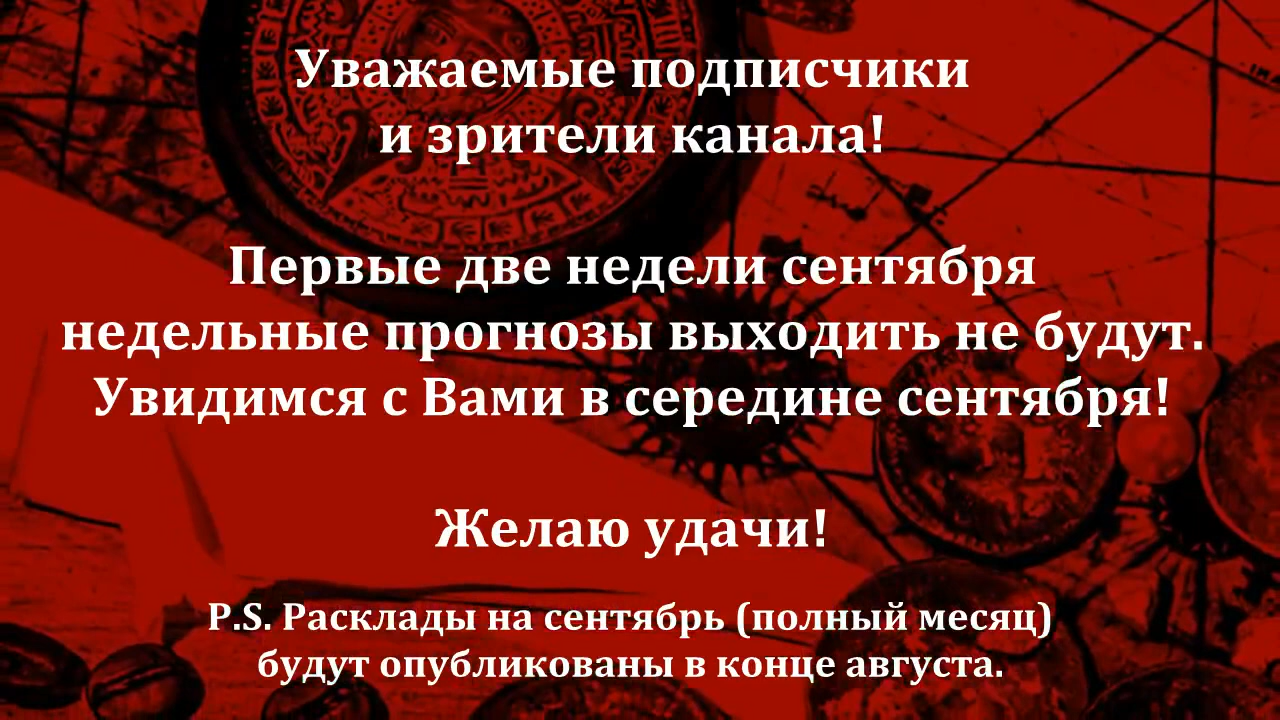 Уважаемые подписчики
и зрители канала!
Первые две недели сентября
недельные прогнозы выходить не будут.
Увидимся с Вами в середине сентября!
Желаю удачи!
P.S. Расклады на сентябрь (полный месяц)
будут опубликованы в конце августа.